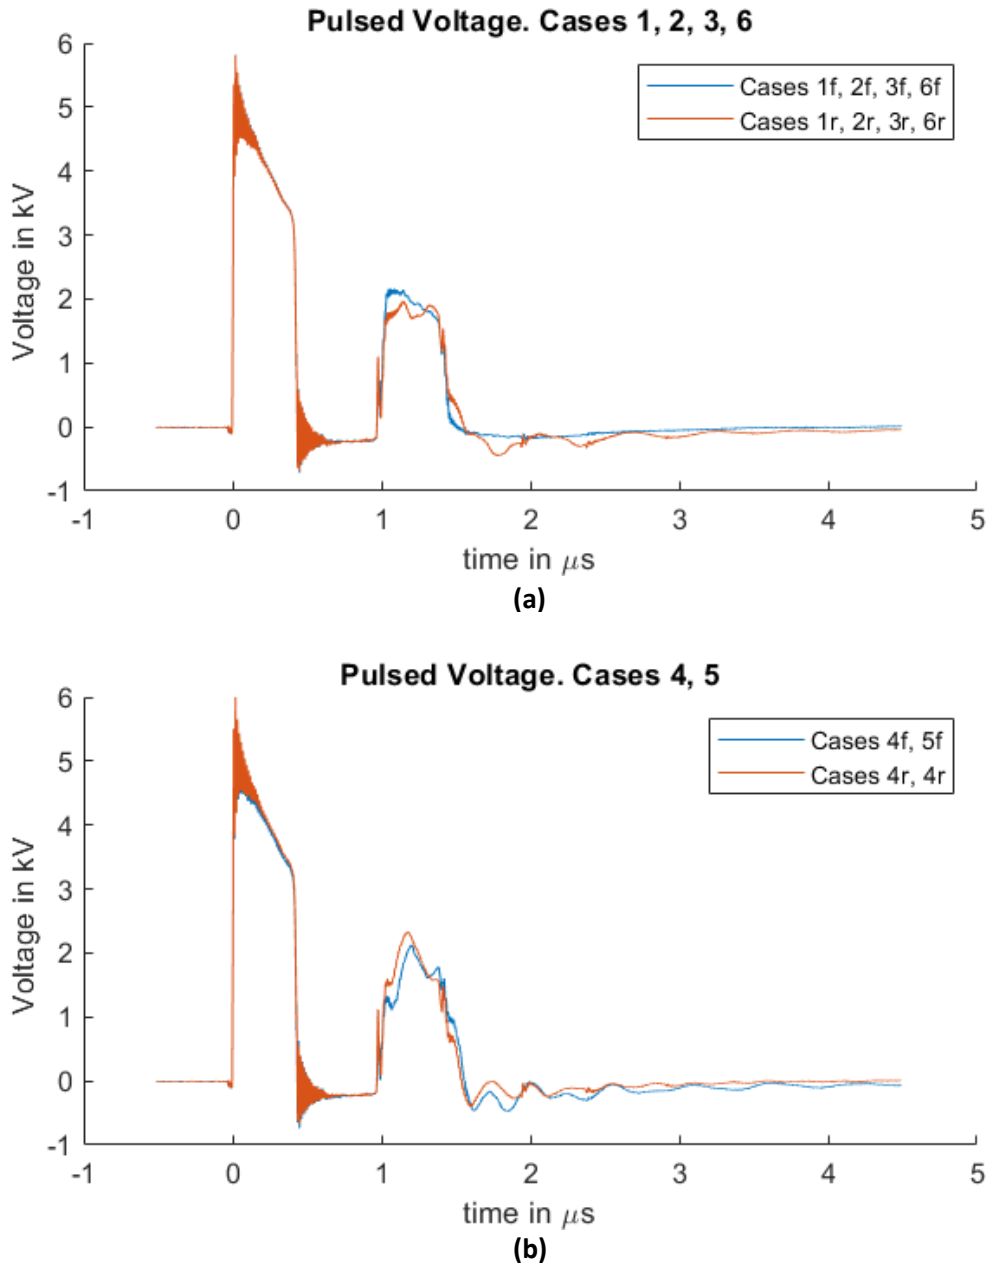 Pulsed Voltage. Cases 1, 2, 3, 6
6
5
4
3
2
1
0
-1
Voltage in kV
Cases 1f, 2f, 3f, 6f
Cases 1r, 2r, 3r, 6r
-1 0 1 2 3 4 5
time in μs
(a)
Pulsed Voltage. Cases 4, 5
6
5
4
3
2
1
0
-1
Voltage in kV
Cases 4f, 5f
Cases 4r, 4r
-1 0 1 2 3 4 5
time in μs
(b)